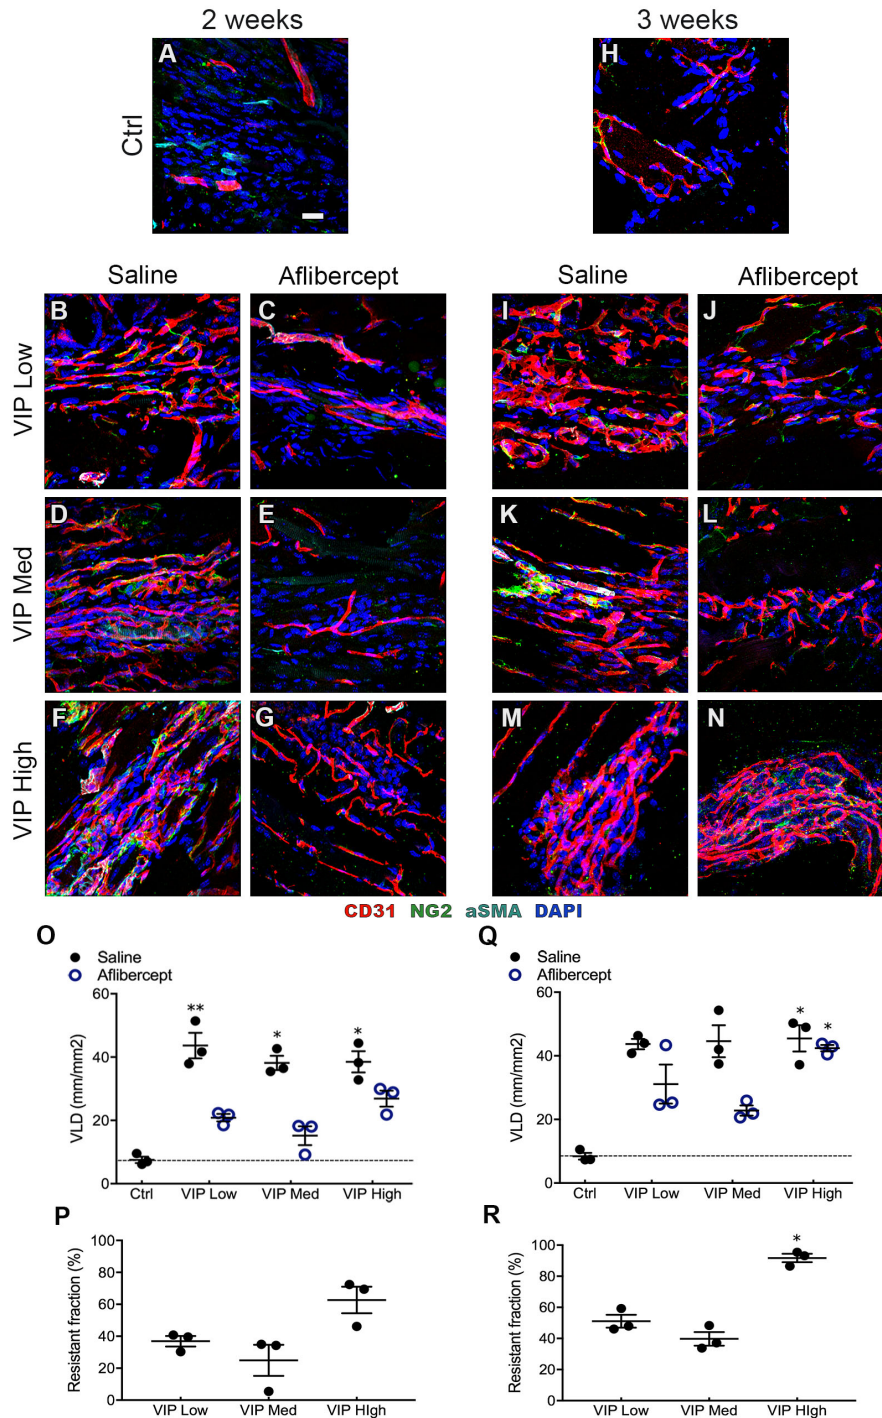 2 weeks 3 weeks
Ctrl
A H
Saline Aflibercept Saline Aflibercept
VIP Low
B C I J
VIP Med
D E K L
VIP High
F G M N
CD31 NG2 aSMA DAPI
O
Saline
Aflibercept
VLD (mm/mm2)
60
40
20
0
** * *
Ctrl VIP Low VIP Med VIP High
Q
Saline
Aflibercept
VLD (mm/mm2)
60
40
20
0
* *
Ctrl VIP Low VIP Med VIP High
P
Resistant fraction (%)
100
80
60
40
20
0
VIP Low VIP Med VIP HIgh
R
Resistant fraction (%)
100
80
60
40
20
0
*
VIP Low VIP Med VIP HIgh